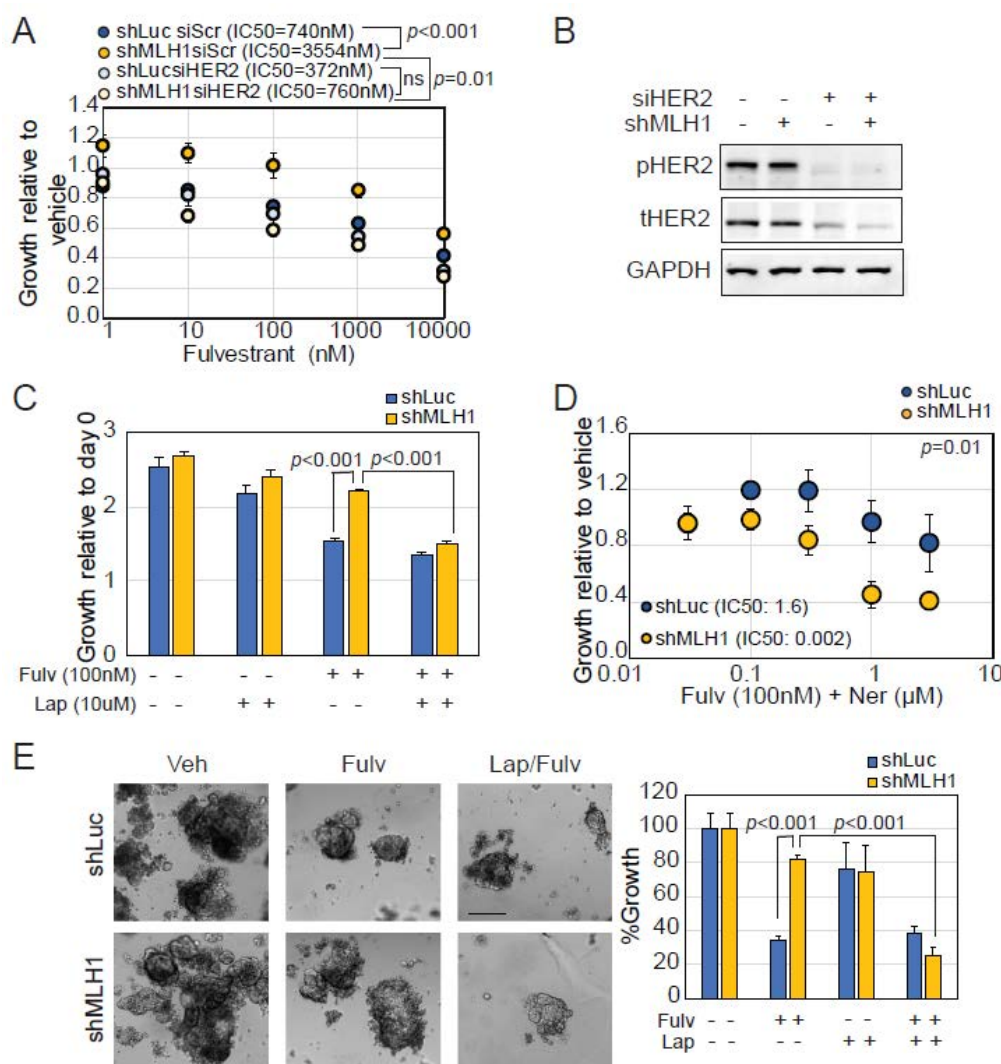 A
shLuc siScr (IC50=740nM)
shMLH1siScr (IC50=3554nM)
shLucsiHER2 (IC50=372nM)
shMLH1siHER2 (IC50=760nM)
p<0.001
ns
p=0.01
1.4
1.2
1.0
0.8
0.6
0.4
0.2
0.0
Growth relative to
vehicle
1 10 100 1000 10000
Fulvestrant (nM)
B
siHER2 - - + +
shMLH1 - + - +
pHER2
tHER2
GAPDH
C
shLuc
shMLH1
Growth relative to day 0
3
2
1
0
p<0.001 p<0.001
Fulv (100nM) - - - - + + + +
Lap (10uM) - - + + - - + +
D
shLuc
shMLH1
Growth relative to vehicle
1.6
1.2
0.8
0.4
0.0
p=0.01
shLuc (IC50: 1.6)
shMLH1 (IC50: 0.002)
0.01 0.1 1 10
Fulv (100nM) + Ner (µM)
E
Veh Fulv Lap/Fulv
shLuc
shMLH1
shLuc
shMLH1
%Growth
120
100
80
60
40
20
0
p<0.001 p<0.001
Fulv - - + + - - + +
Lap - - - - + + + +